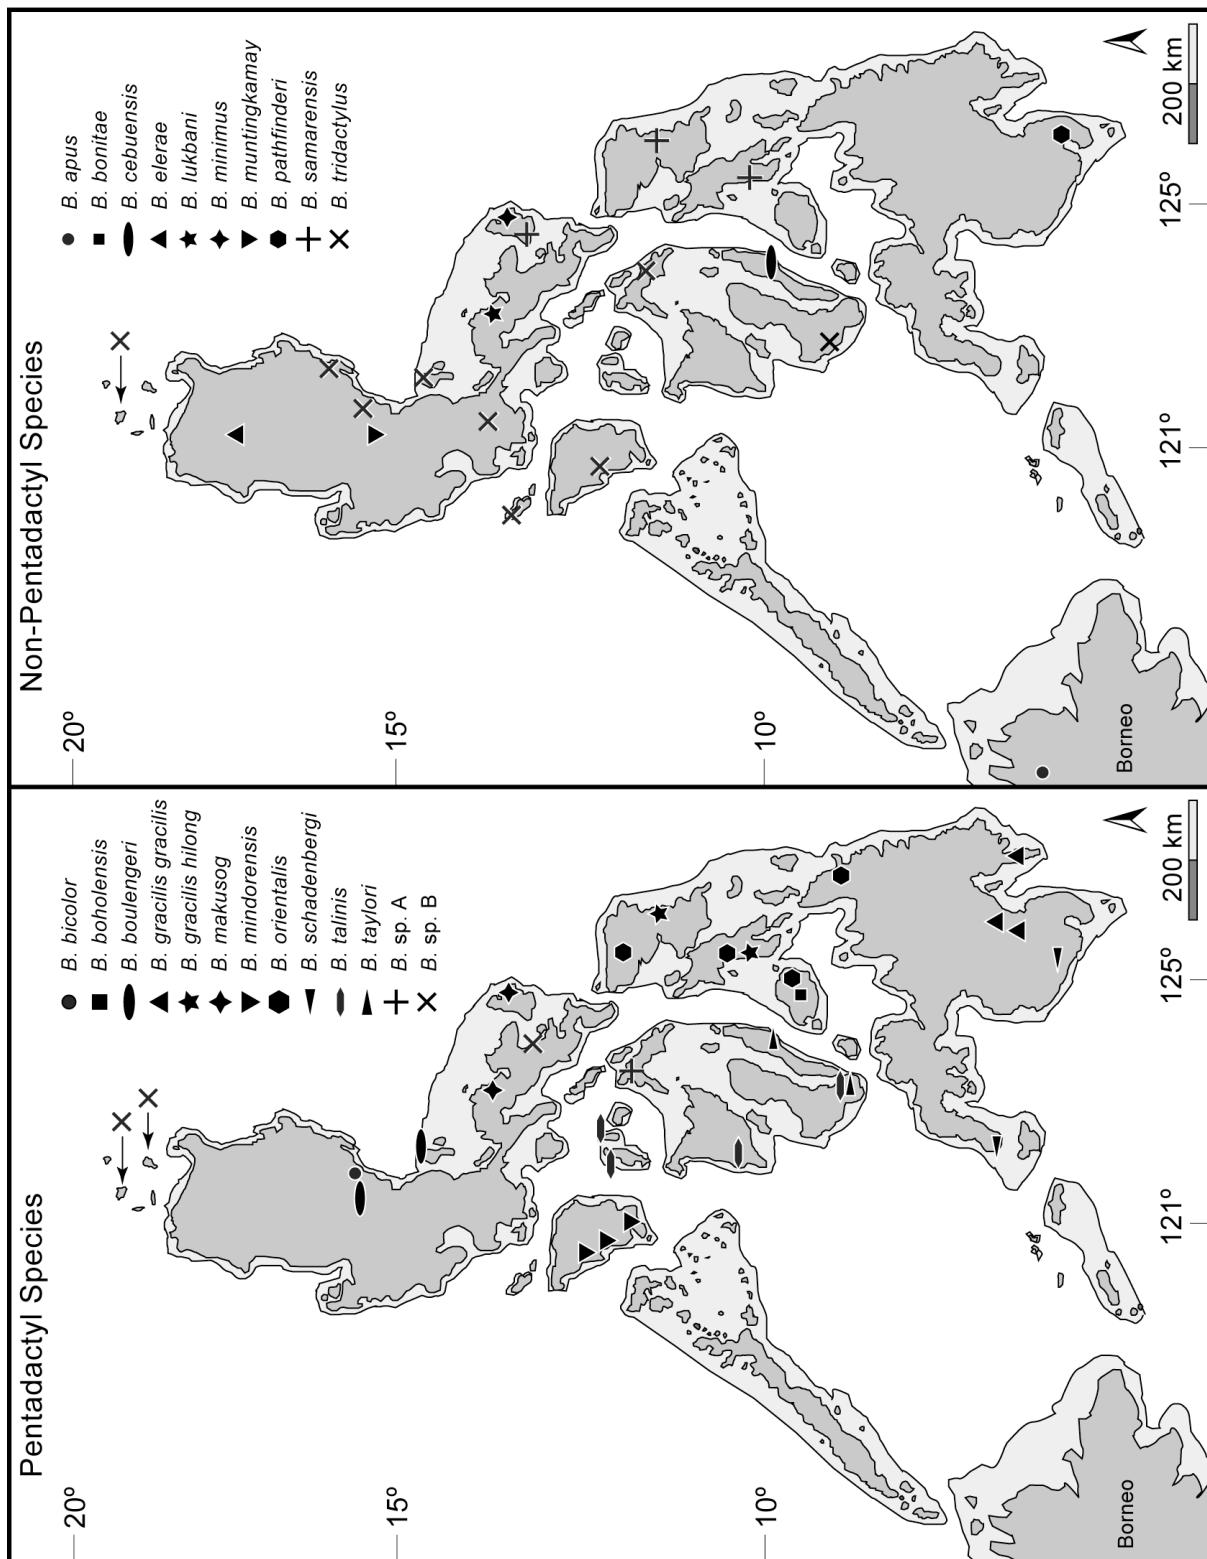 Pentadactyl Species
B. bicolor
B. boholensis
B. boulengeri
B. gracilis gracilis
B. gracilis hilong
B. makusog
B. mindorensis
B. orientalis
B. schadenbergi
B. talinis
B. taylori
B. sp. A
B. sp. B
20º
15º
10º
121º
125º
200 km
Borneo
Non-Pentadactyl Species
B. apus
B. bonitae
B. cebuensis
B. elerae
B. lukbani
B. minimus
B. muntingkamay
B. pathfinderi
B. samarensis
B. tridactylus
20º
15º
10º
121º
125º
200 km
Borneo